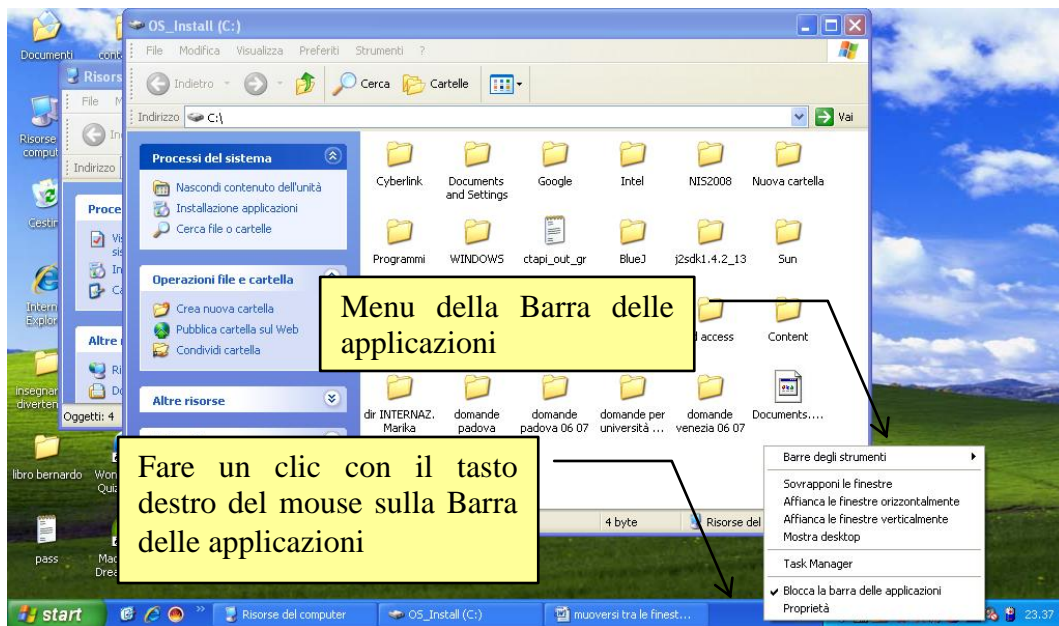 Documenti
OS_Install (C:)
File Modifica Visualizza Preferiti Strumenti ?
Indietro Cerca Cartelle
Indirizzo C:\ Vai
File
Indirizzo
Risorse
Processi del sistema
Nascondi contenuto dell'unità
Installazione applicazioni
Cerca file o cartelle
Operazioni file e cartella
Crea nuova cartella
Pubblica cartella sul Web
Condividi cartella
Altre risorse
Altre
Oggetti: 4
Cyberlink Documents and Settings Google Intel NIS2008 Nuova cartella
Programmi WINDOWS ctapi_out_gr BlueJ j2sdk1.4.2_13 Sun
access Content
dir INTERNAZ. Marika domande padova domande padova 06 07 domande per università ... domande venezia 06 07 Documents....
libro bernardo
pass
Menu della Barra delle
applicazioni
Fare un clic con il tasto
destro del mouse sulla Barra
delle applicazioni
4 byte Risorse del
Barre degli strumenti
Sovrapponi le finestre
Affianca le finestre orizzontalmente
Affianca le finestre verticalmente
Mostra desktop
Task Manager
Blocca la barra delle applicazioni
Proprietà
start » Risorse del computer OS_Install (C:) muoversi tra le finest... 23.37